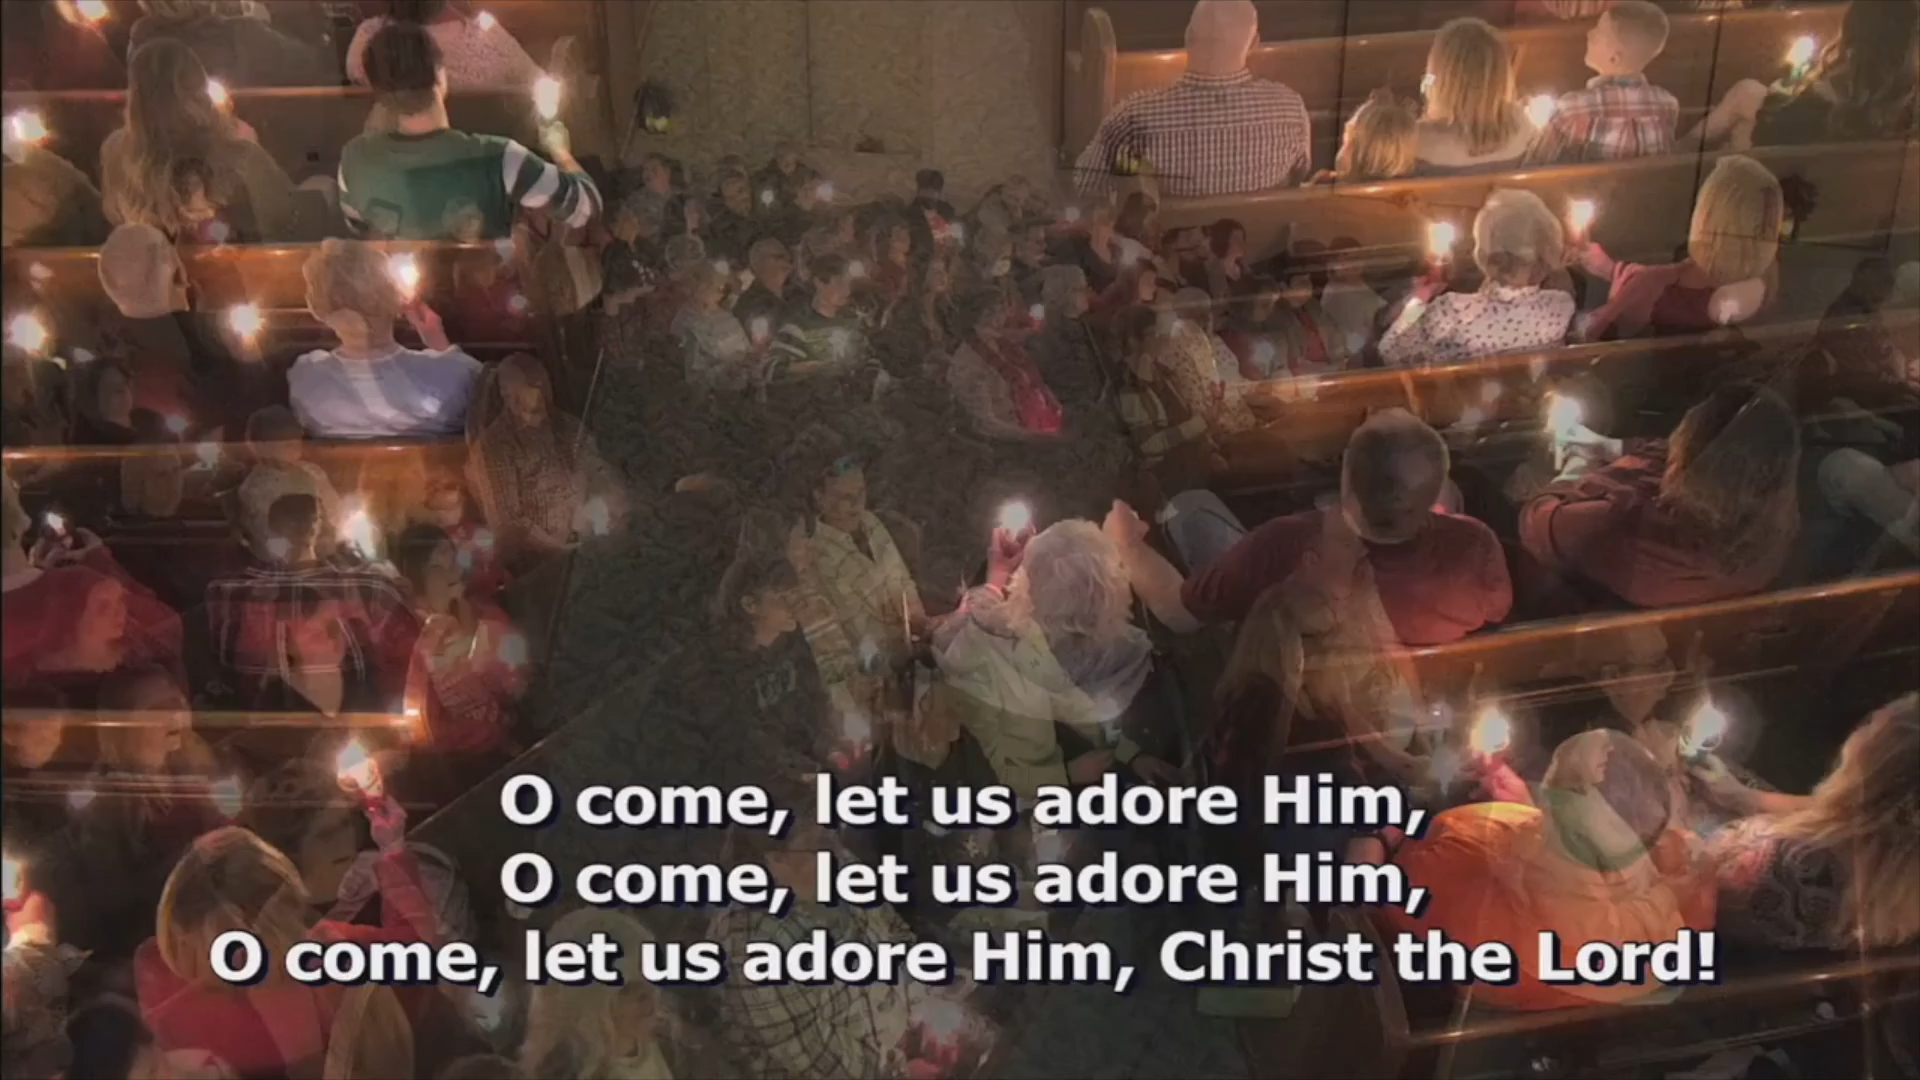 O come, let us adore Him,
O come, let us adore Him,
O come, let us adore Him, Christ the Lord!